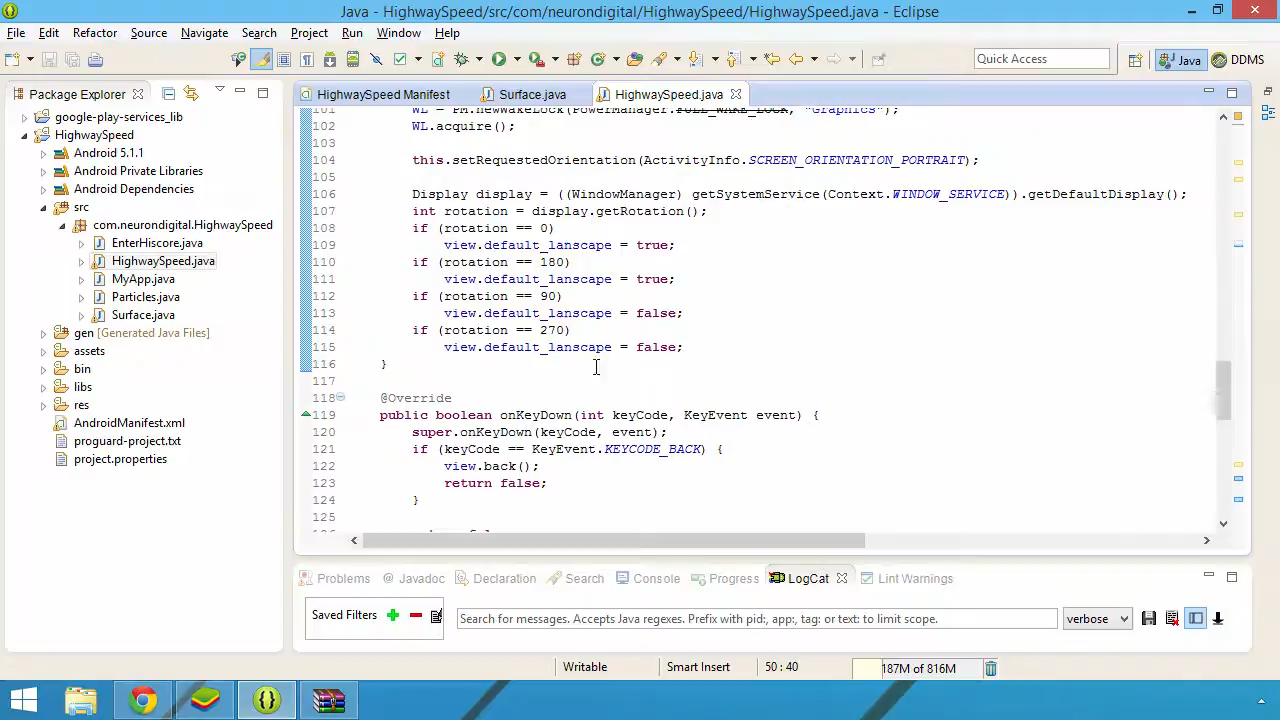 Java - HighwaySpeed/src/com/neurondigital/HighwaySpeed/HighwaySpeed.java - Eclipse
File Edit Refactor Source Navigate Search Project Run Window Help
Quick Access
Java
DDMS
Package Explorer
google-play-services_lib
HighwaySpeed
Android 5.1.1
Android Private Libraries
Android Dependencies
src
com.neurondigital.HighwaySpeed
EnterHiscore.java
HighwaySpeed.java
MyApp.java
Particles.java
Surface.java
gen [Generated Java Files]
assets
bin
libs
res
AndroidManifest.xml
proguard-project.txt
project.properties
HighwaySpeed Manifest
Surface.java
HighwaySpeed.java
101 WL = PM.newWakeLock(PowerManager.FULL_WAKE_LOCK, "Graphics");
102 WL.acquire();
103
104 this.setRequestedOrientation(ActivityInfo.SCREEN_ORIENTATION_PORTRAIT);
105
106 Display display = ((WindowManager) getSystemService(Context.WINDOW_SERVICE)).getDefaultDisplay();
107 int rotation = display.getRotation();
108 if (rotation == 0)
109 view.default_lanscape = true;
110 if (rotation == 180)
111 view.default_lanscape = true;
112 if (rotation == 90)
113 view.default_lanscape = false;
114 if (rotation == 270)
115 view.default_lanscape = false;
116 }
117
118 @Override
119 public boolean onKeyDown(int keyCode, KeyEvent event) {
120 super.onKeyDown(keyCode, event);
121 if (keyCode == KeyEvent.KEYCODE_BACK) {
122 view.back();
123 return false;
124 }
125
Problems @ Javadoc Declaration Search Console Progress LogCat Lint Warnings
Saved Filters
Search for messages. Accepts Java regexes. Prefix with pid:, app:, tag: or text: to limit scope.
verbose
Writable
Smart Insert
50 : 40
187M of 816M